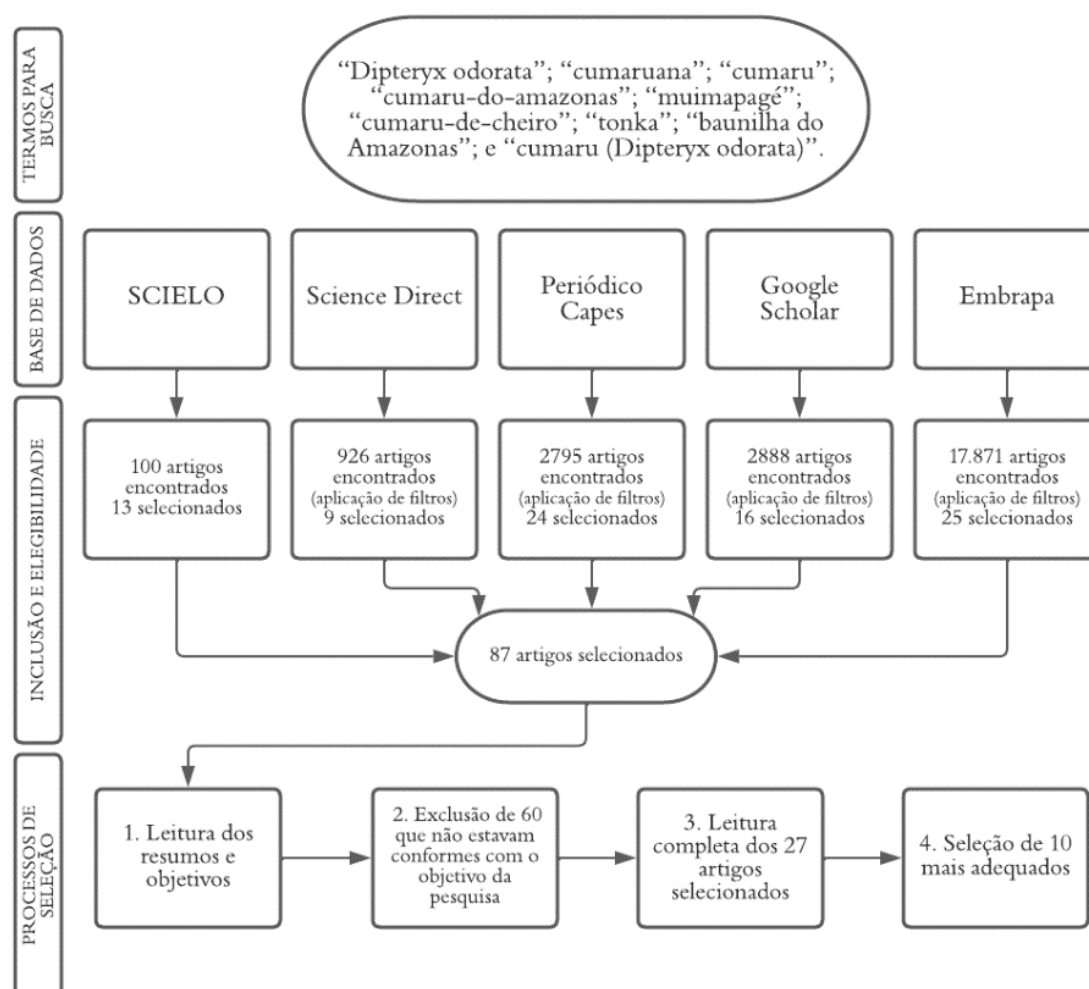 TERMOS PARA
BUSCA
“Dipteryx odorata”; “cumaruana”; “cumaru”;
“cumaru-do-amazonas”; “muimapagé”;
“cumaru-de-cheiro”; “tonka”; “baunilha do
Amazonas”; e “cumaru (Dipteryx odorata)”.
BASE DE DADOS
SCIELO
Science Direct
Periódico
Capes
Google
Scholar
Embrapa
INCLUSÃO E ELEGIBILIDADE
100 artigos
encontrados
13 selecionados
926 artigos
encontrados
(aplicação de filtros)
9 selecionados
2795 artigos
encontrados
(aplicação de filtros)
24 selecionados
2888 artigos
encontrados
(aplicação de filtros)
16 selecionados
17.871 artigos
encontrados
(aplicação de filtros)
25 selecionados
87 artigos selecionados
PROCESSOS DE
SELEÇÃO
1. Leitura dos
resumos e
objetivos
2. Exclusão de 60
que não estavam
conformes com o
objetivo da
pesquisa
3. Leitura
completa dos 27
artigos
selecionados
4. Seleção de 10
mais adequados